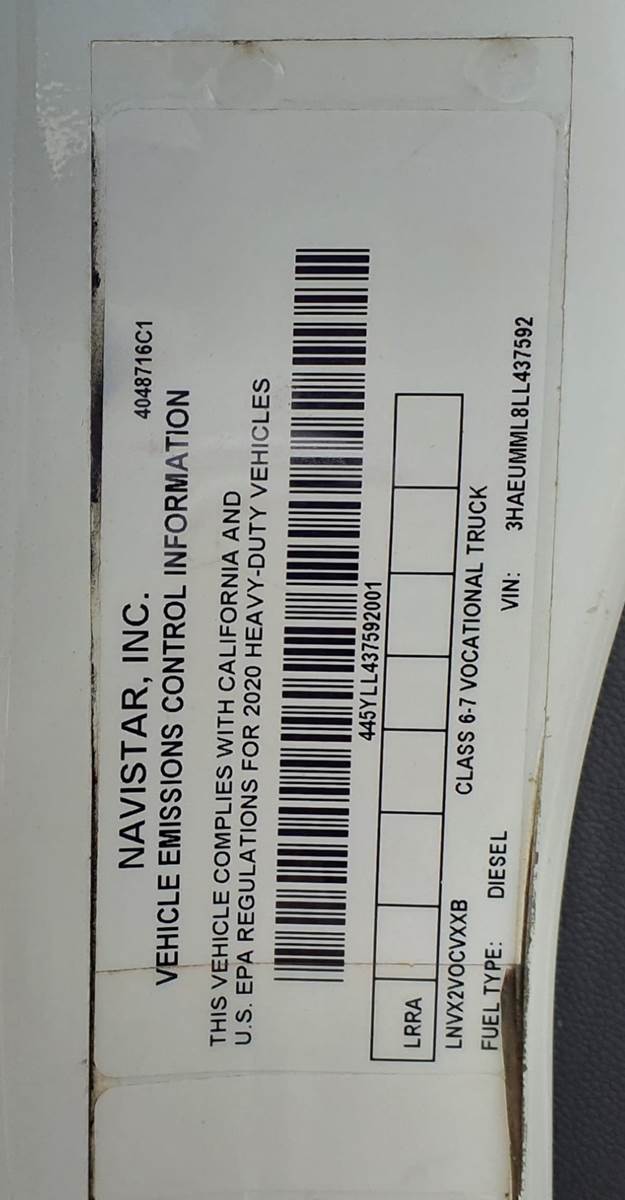 NAVISTAR, INC.
4048716C1
VEHICLE EMISSIONS CONTROL INFORMATION
THIS VEHICLE COMPLIES WITH CALIFORNIA AND
U.S. EPA REGULATIONS FOR 2020 HEAVY-DUTY VEHICLES
445YLL437592001
LRRA
LNVX2VOCVXXB CLASS 6-7 VOCATIONAL TRUCK
FUEL TYPE: DIESEL VIN: 3HAEUMML8LL437592